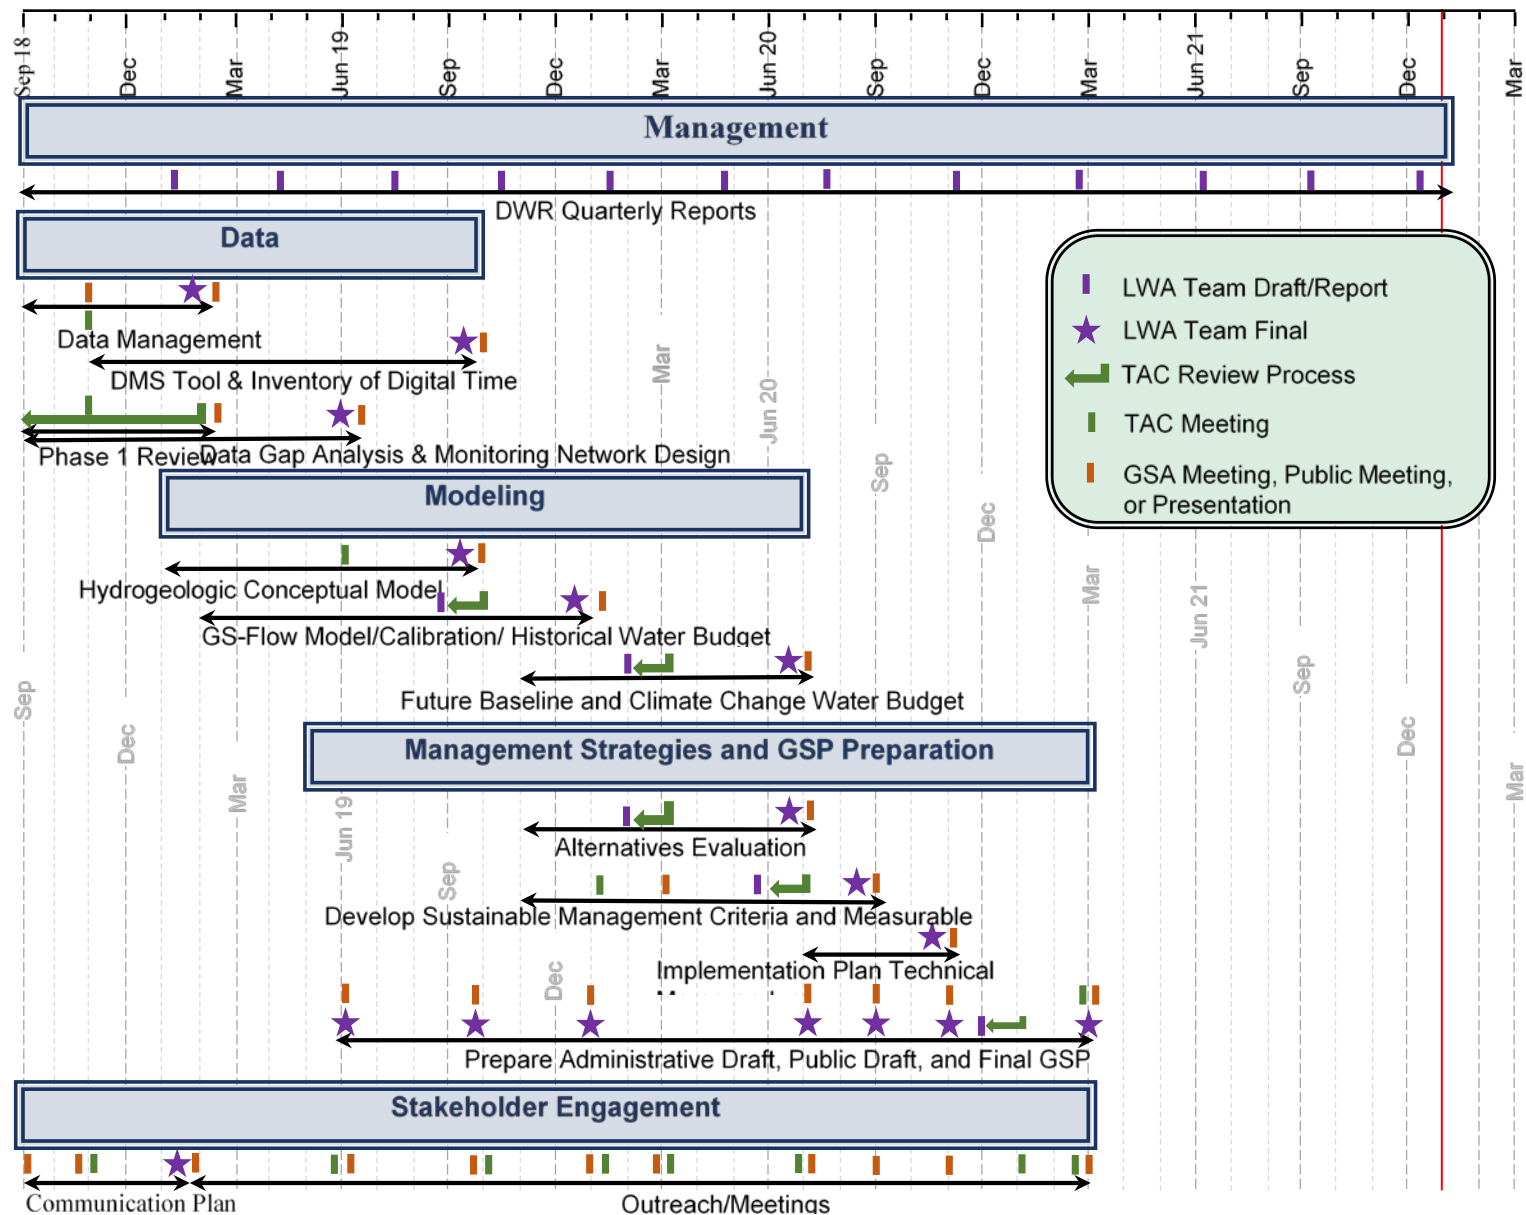 Sep 18 Dec Mar Jun 19 Sep Dec Mar Jun 20 Sep Dec Mar Jun 21 Sep Dec Mar
Management
DWR Quarterly Reports
Data
LWA Team Draft/Report
LWA Team Final
TAC Review Process
TAC Meeting
GSA Meeting, Public Meeting,
or Presentation
Data Management
DMS Tool & Inventory of Digital Time
Phase 1 Review
Data Gap Analysis & Monitoring Network Design
Modeling
Hydrogeologic Conceptual Model
GS-Flow Model/Calibration/ Historical Water Budget
Future Baseline and Climate Change Water Budget
Sep Dec Mar Jun 19 Sep Dec Mar Jun 20 Sep Dec Mar Jun 21 Sep Dec Mar
Management Strategies and GSP Preparation
Alternatives Evaluation
Develop Sustainable Management Criteria and Measurable
Implementation Plan Technical
Prepare Administrative Draft, Public Draft, and Final GSP
Stakeholder Engagement
Communication Plan
Outreach/Meetings